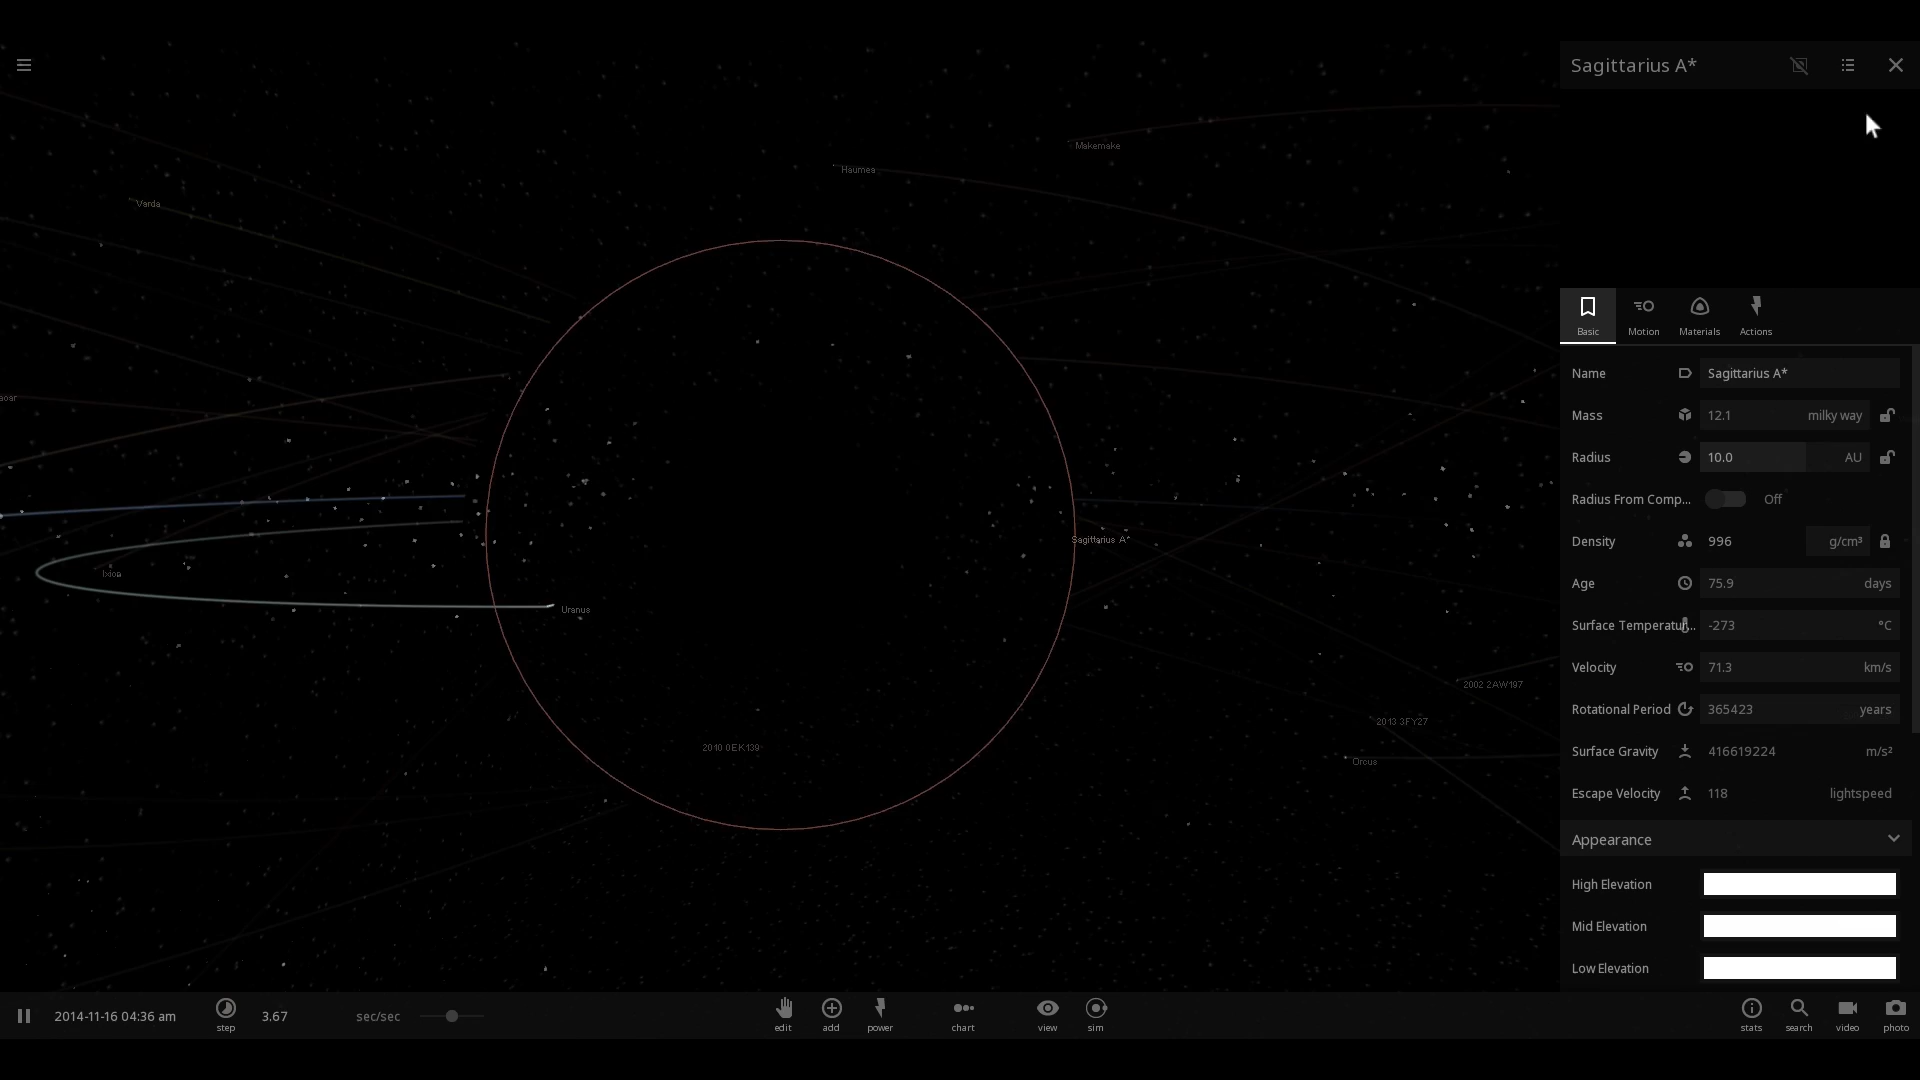 Sagittarius A*
Makemake
Haumea
Varda
Sagittarius A*
Ixion
Uranus
2002 2AW197
2013 3FY27
2010 0EK139
Orcus
Basic
Motion
Materials
Actions
Name Sagittarius A*
Mass 12.1 milky way
Radius 10.0 AU
Radius From Comp... Off
Density 996 g/cm³
Age 75.9 days
Surface Temperatur... -273 °C
Velocity 71.3 km/s
Rotational Period 365423 years
Surface Gravity 416619224 m/s²
Escape Velocity 118 lightspeed
Appearance
High Elevation
Mid Elevation
Low Elevation
2014-11-16 04:36 am
step
3.67 sec/sec
edit
add
power
chart
view
sim
stats
search
video
photo